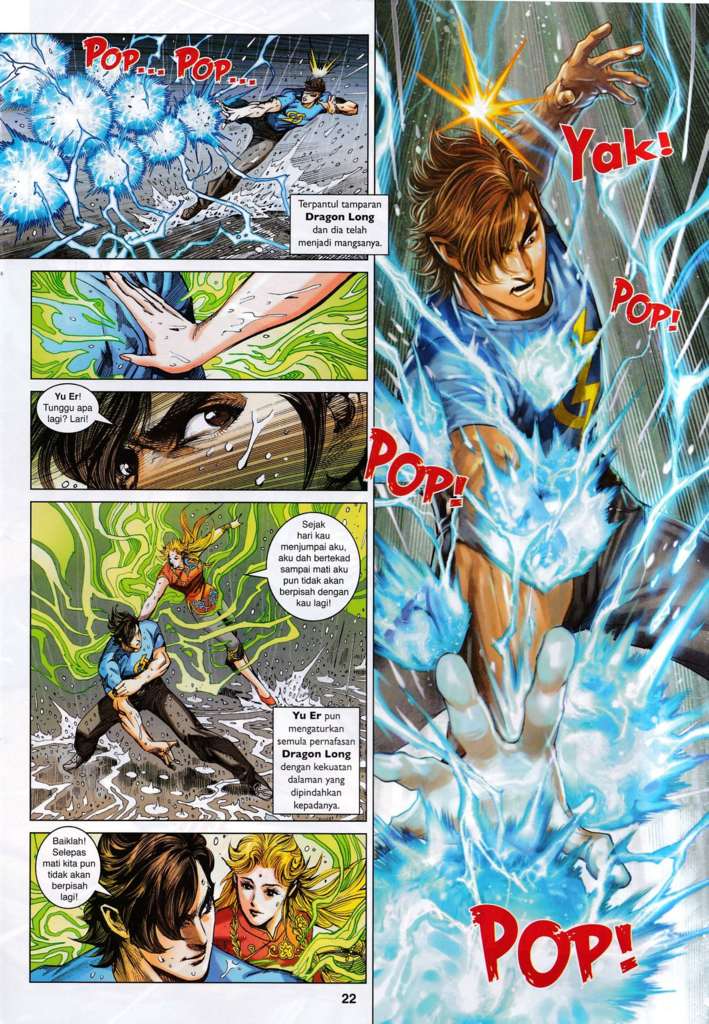 POP... POP...
Terpantul tamparan
Dragon Long
dan dia telah
menjadi mangsanya.
Yu Er!
Tunggu apa
lagi? Lari!
Sejak
hari kau
menjumpai aku,
aku dah bertekad
sampai mati aku
pun tidak akan
berpisah dengan
kau lagi!
Yu Er pun
mengaturkan
semula pernafasan
Dragon Long
dengan kekuatan
dalaman yang
dipindahkan
kepadanya.
Baiklah!
Selepas
mati kita pun
tidak akan
berpisah
lagi!
22
Yak!
POP!
POP!
POP!